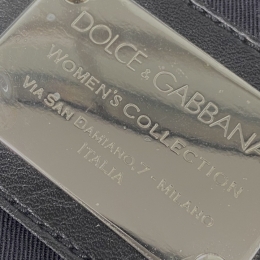 DOLCE & GABBANA
WOMEN'S COLLECTION
VIA SAN DAMIANO, 7 - MILANO
ITALIA